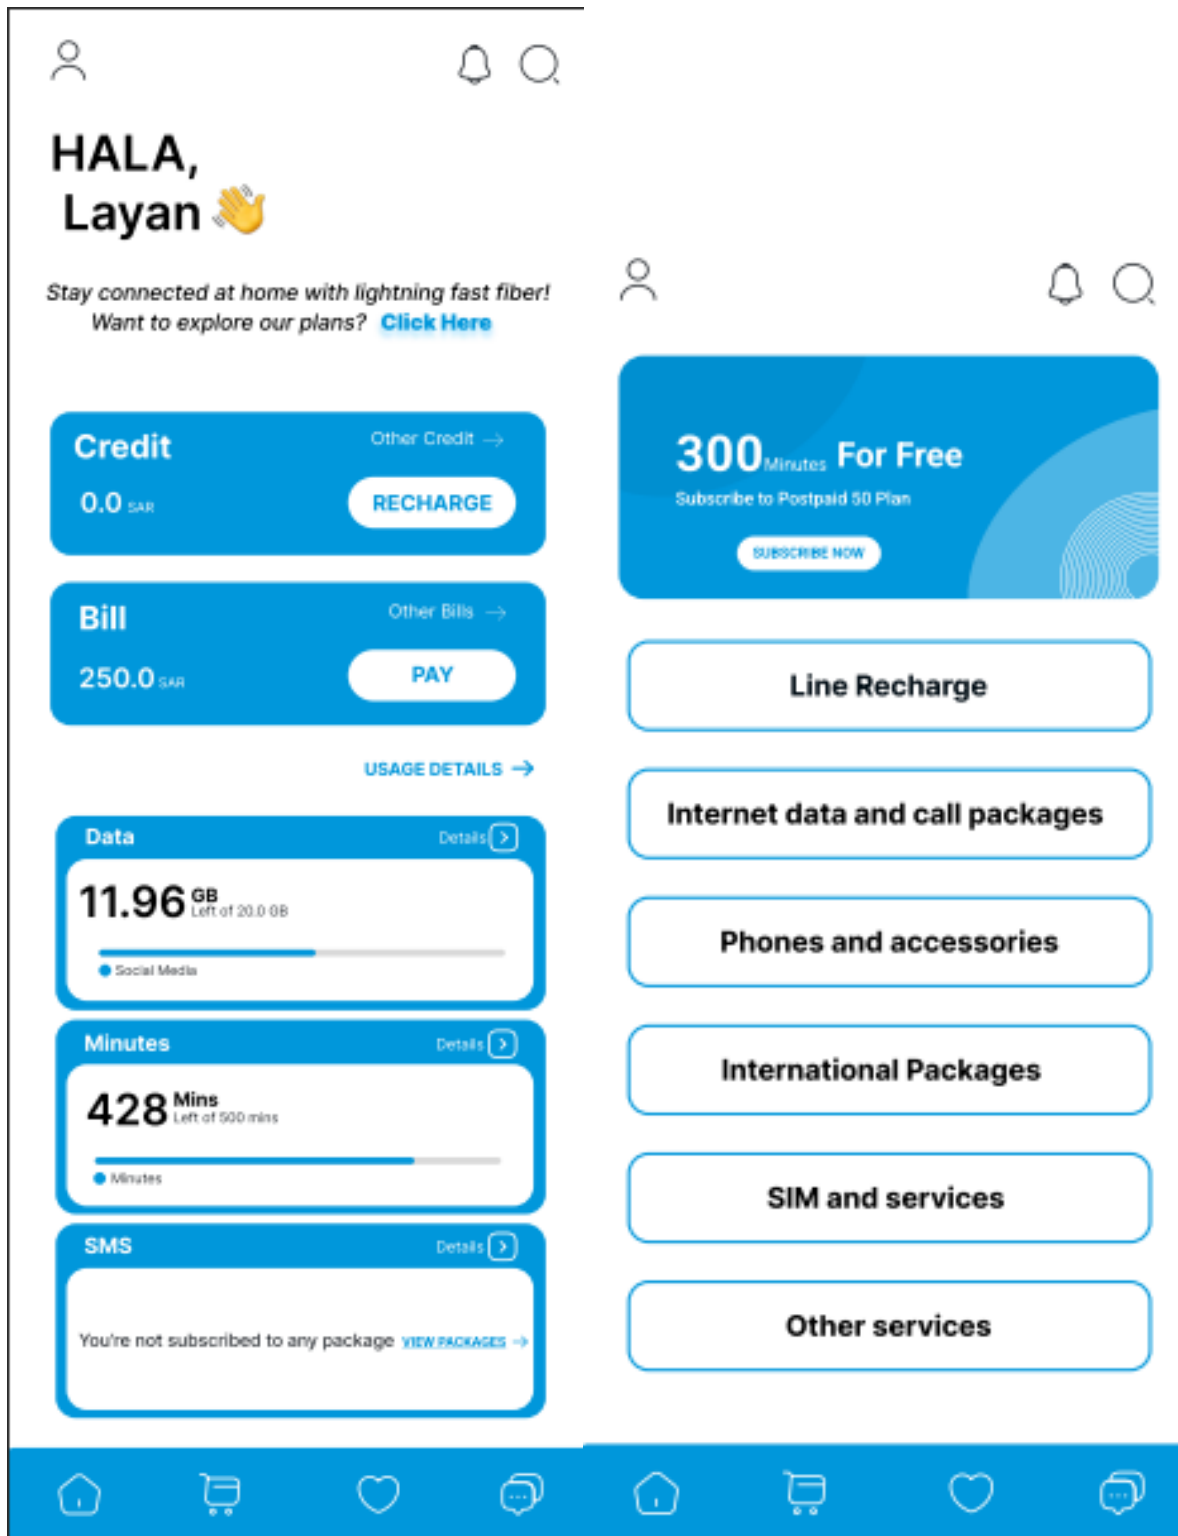 HALA,
Layan
Stay connected at home with lightning fast fiber!
Want to explore our plans? Click Here
Credit
Other Credit →
0.0 SAR
RECHARGE
Bill
Other Bills →
250.0 SAR
PAY
USAGE DETAILS →
Data
Details >
11.96 GB
Left of 20.0 GB
Social Media
Minutes
Details >
428 Mins
Left of 500 mins
Minutes
SMS
Details >
You're not subscribed to any package VIEW PACKAGES →
300 Minutes For Free
Subscribe to Postpaid 50 Plan
SUBSCRIBE NOW
Line Recharge
Internet data and call packages
Phones and accessories
International Packages
SIM and services
Other services